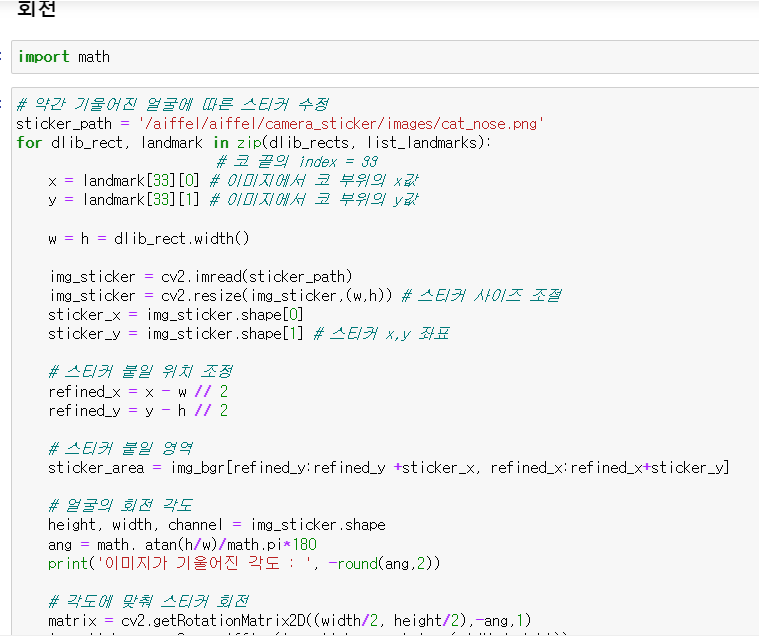 회전
import math
# 약간 기울어진 얼굴에 따른 스티커 수정
sticker_path = '/aiffel/aiffel/camera_sticker/images/cat_nose.png'
for dlib_rect, landmark in zip(dlib_rects, list_landmarks):
# 코 끝의 index = 33
x = landmark[33][0] # 이미지에서 코 부위의 x값
y = landmark[33][1] # 이미지에서 코 부위의 y값
w = h = dlib_rect.width()
img_sticker = cv2.imread(sticker_path)
img_sticker = cv2.resize(img_sticker,(w,h)) # 스티커 사이즈 조절
sticker_x = img_sticker.shape[0]
sticker_y = img_sticker.shape[1] # 스티커 x,y 좌표
# 스티커 붙일 위치 조정
refined_x = x - w // 2
refined_y = y - h // 2
# 스티커 붙일 영역
sticker_area = img_bgr[refined_y:refined_y +sticker_x, refined_x:refined_x+sticker_y]
# 얼굴의 회전 각도
height, width, channel = img_sticker.shape
ang = math. atan(h/w)/math.pi*180
print('이미지가 기울어진 각도 : ', -round(ang,2))
# 각도에 맞춰 스티커 회전
matrix = cv2.getRotationMatrix2D((width/2, height/2),-ang,1)